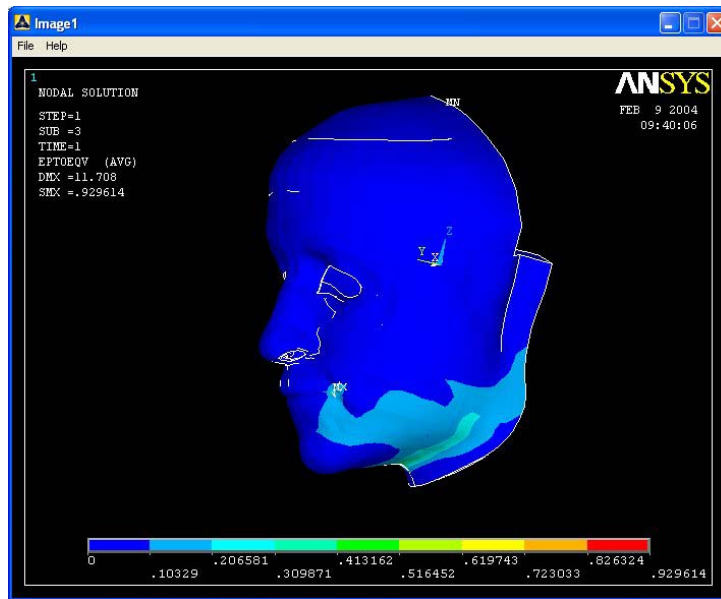 Image1
File Help
1
NODAL SOLUTION
STEP=1
SUB =3
TIME=1
EPTOEQV (AVG)
DMX =11.708
SMX =.929614
ANSYS
FEB 9 2004
09:40:06
MN
Z
Y
X
MX
0 .206581 .413162 .619743 .826324
.10329 .309871 .516452 .723033 .929614